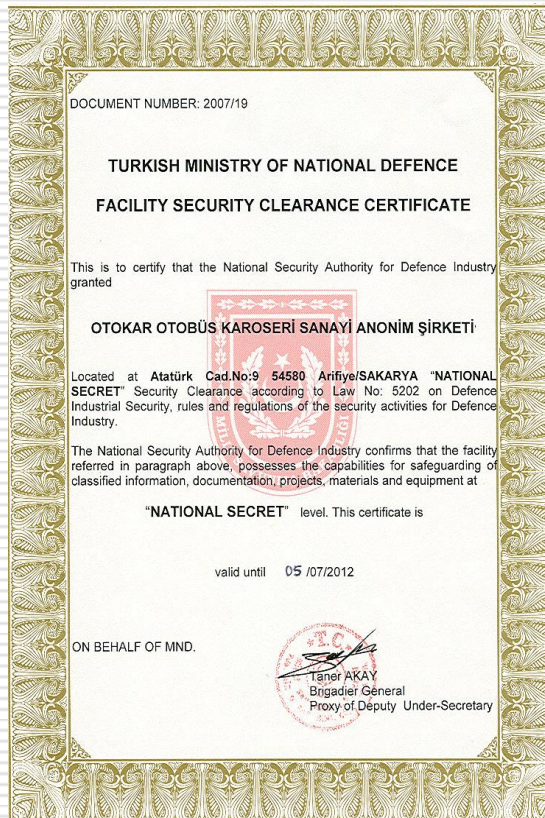 DOCUMENT NUMBER: 2007/19
TURKISH MINISTRY OF NATIONAL DEFENCE
FACILITY SECURITY CLEARANCE CERTIFICATE
This is to certify that the National Security Authority for Defence Industry
granted
OTOKAR OTOBÜS KAROSERİ SANAYİ ANONİM ŞİRKETİ
Located at Atatürk Cad.No:9 54580 Arifiye/SAKARYA "NATIONAL
SECRET" Security Clearance according to Law No: 5202 on Defence
Industrial Security, rules and regulations of the security activities for Defence
Industry.
The National Security Authority for Defence Industry confirms that the facility
referred in paragraph above, possesses the capabilities for safeguarding of
classified information, documentation, projects, materials and equipment at
"NATIONAL SECRET" level. This certificate is
valid until 05 /07/2012
ON BEHALF OF MND.
T.C.
Taner AKAY
Brigadier General
Proxy of Deputy Under-Secretary